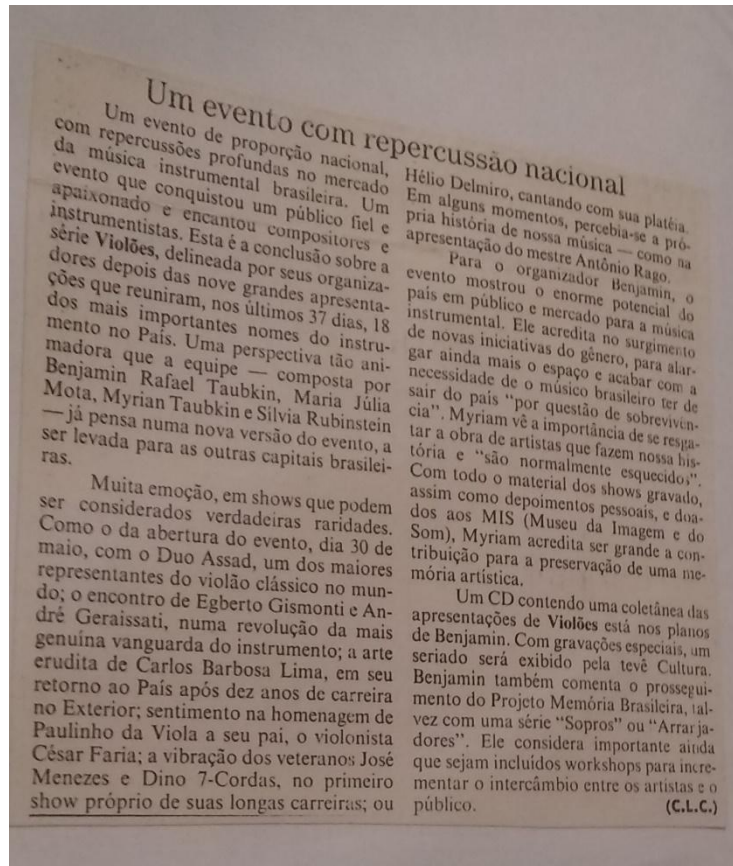 Um evento com repercussão nacional
Um evento de proporção nacional,
com repercussões profundas no mercado
da música instrumental brasileira. Um
evento que conquistou um público fiel e
apaixonado e encantou compositores e
instrumentistas. Esta é a conclusão sobre a
série Violões, delineada por seus organiza-
dores depois das nove grandes apresenta-
ções que reuniram, nos últimos 37 dias, 18
dos mais importantes nomes do instru-
mento no País. Uma perspectiva tão ani-
madora que a equipe — composta por
Benjamin Rafael Taubkin, Maria Júlia
Mota, Myrian Taubkin e Sílvia Rubinstein
— já pensa numa nova versão do evento, a
ser levada para as outras capitais brasilei-
ras.
Muita emoção, em shows que podem
ser considerados verdadeiras raridades.
Como o da abertura do evento, dia 30 de
maio, com o Duo Assad, um dos maiores
representantes do violão clássico no mun-
do; o encontro de Egberto Gismonti e An-
dré Geraissati, numa revolução da mais
genuína vanguarda do instrumento; a arte
erudita de Carlos Barbosa Lima, em seu
retorno ao País após dez anos de carreira
no Exterior; sentimento na homenagem de
Paulinho da Viola a seu pai, o violonista
César Faria; a vibração dos veteranos José
Menezes e Dino 7-Cordas, no primeiro
show próprio de suas longas carreiras; ou
Hélio Delmiro, cantando com sua platéia.
Em alguns momentos, percebia-se a pró-
pria história de nossa música — como na
apresentação do mestre Antônio Rago.
Para o organizador Benjamin, o
evento mostrou o enorme potencial do
país em público e mercado para a música
instrumental. Ele acredita no surgimento
de novas iniciativas do gênero, para alar-
gar ainda mais o espaço e acabar com a
necessidade de o músico brasileiro ter de
sair do país “por questão de sobreviven-
cia”. Myriam vê a importância de se resga-
tar a obra de artistas que fazem nossa his-
tória e “são normalmente esquecidos”.
Com todo o material dos shows gravado,
assim como depoimentos pessoais, e doa-
dos aos MIS (Museu da Imagem e do
Som), Myriam acredita ser grande a con-
tribuição para a preservação de uma me-
mória artística.
Um CD contendo uma coletânea das
apresentações de Violões está nos planos
de Benjamin. Com gravações especiais, um
seriado será exibido pela tevê Cultura.
Benjamin também comenta o prossegui-
mento do Projeto Memória Brasileira, tal-
vez com uma série “Sopros” ou “Arranja-
dores”. Ele considera importante ainda
que sejam incluídos workshops para incre-
mentar o intercâmbio entre os artistas e o
público.
(C.L.C.)